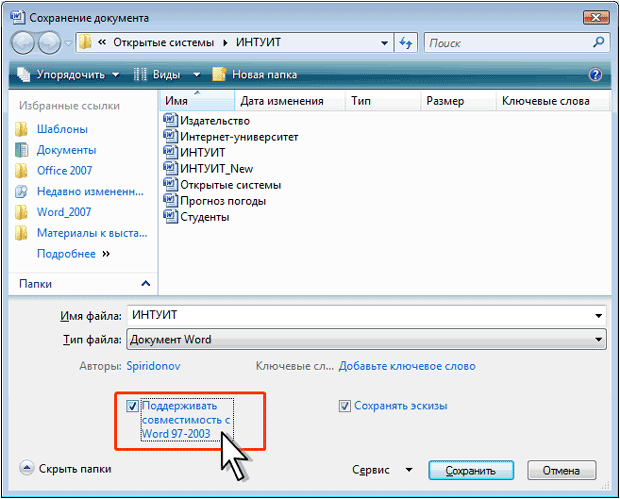 Сохранение документа
« Открытые системы ▸ ИНТУИТ
Поиск
Упорядочить Виды Новая папка
Избранные ссылки
Шаблоны
Документы
Office 2007
Недавно измененн...
Word_2007
Материалы к выста...
Подробнее »
Папки
Имя Дата изменения Тип Размер Ключевые слова
Издательство
Интернет-университет
ИНТУИТ
ИНТУИТ_New
Открытые системы
Прогноз погоды
Студенты
Имя файла: ИНТУИТ
Тип файла: Документ Word
Авторы: Spiridonov Ключевые сл... Добавьте ключевое слово
Поддерживать
совместимость с
Word 97-2003
Сохранять эскизы
Скрыть папки Сервис Сохранить Отмена